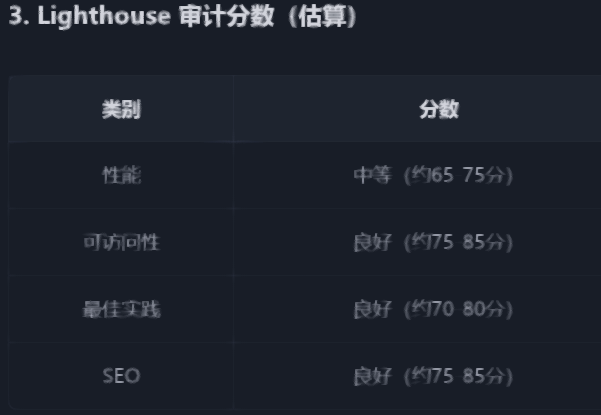 3. Lighthouse 审计分数（估算）
类别 分数
性能 中等（约65 75分）
可访问性 良好（约75 85分）
最佳实践 良好（约70 80分）
SEO 良好（约75 85分）